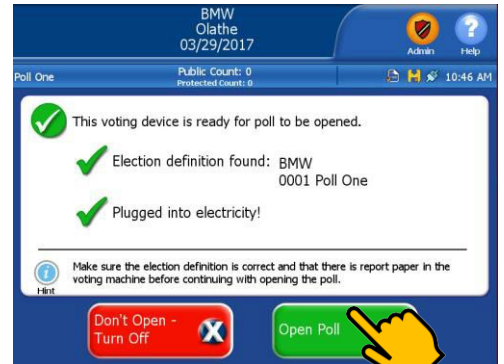 BMW
Olathe
03/29/2017
Admin
Help
Poll One
Public Count: 0
Protected Count: 0
10:46 AM
This voting device is ready for poll to be opened.
Election definition found: BMW
0001 Poll One
Plugged into electricity!
Hint
Make sure the election definition is correct and that there is report paper in the
voting machine before continuing with opening the poll.
Don't Open -
Turn Off
Open Poll